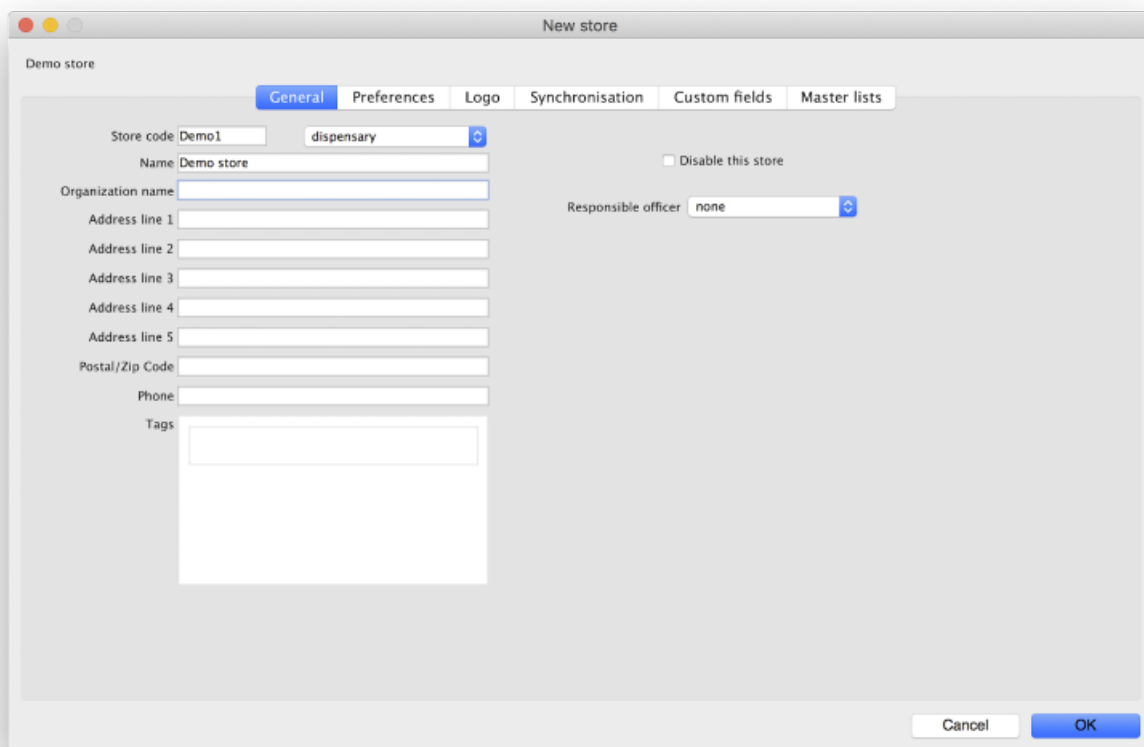 New store
Demo store
General Preferences Logo Synchronisation Custom fields Master lists
Store code Demo1 dispensary
Name Demo store
Disable this store
Organization name
Responsible officer none
Address line 1
Address line 2
Address line 3
Address line 4
Address line 5
Postal/Zip Code
Phone
Tags
Cancel OK